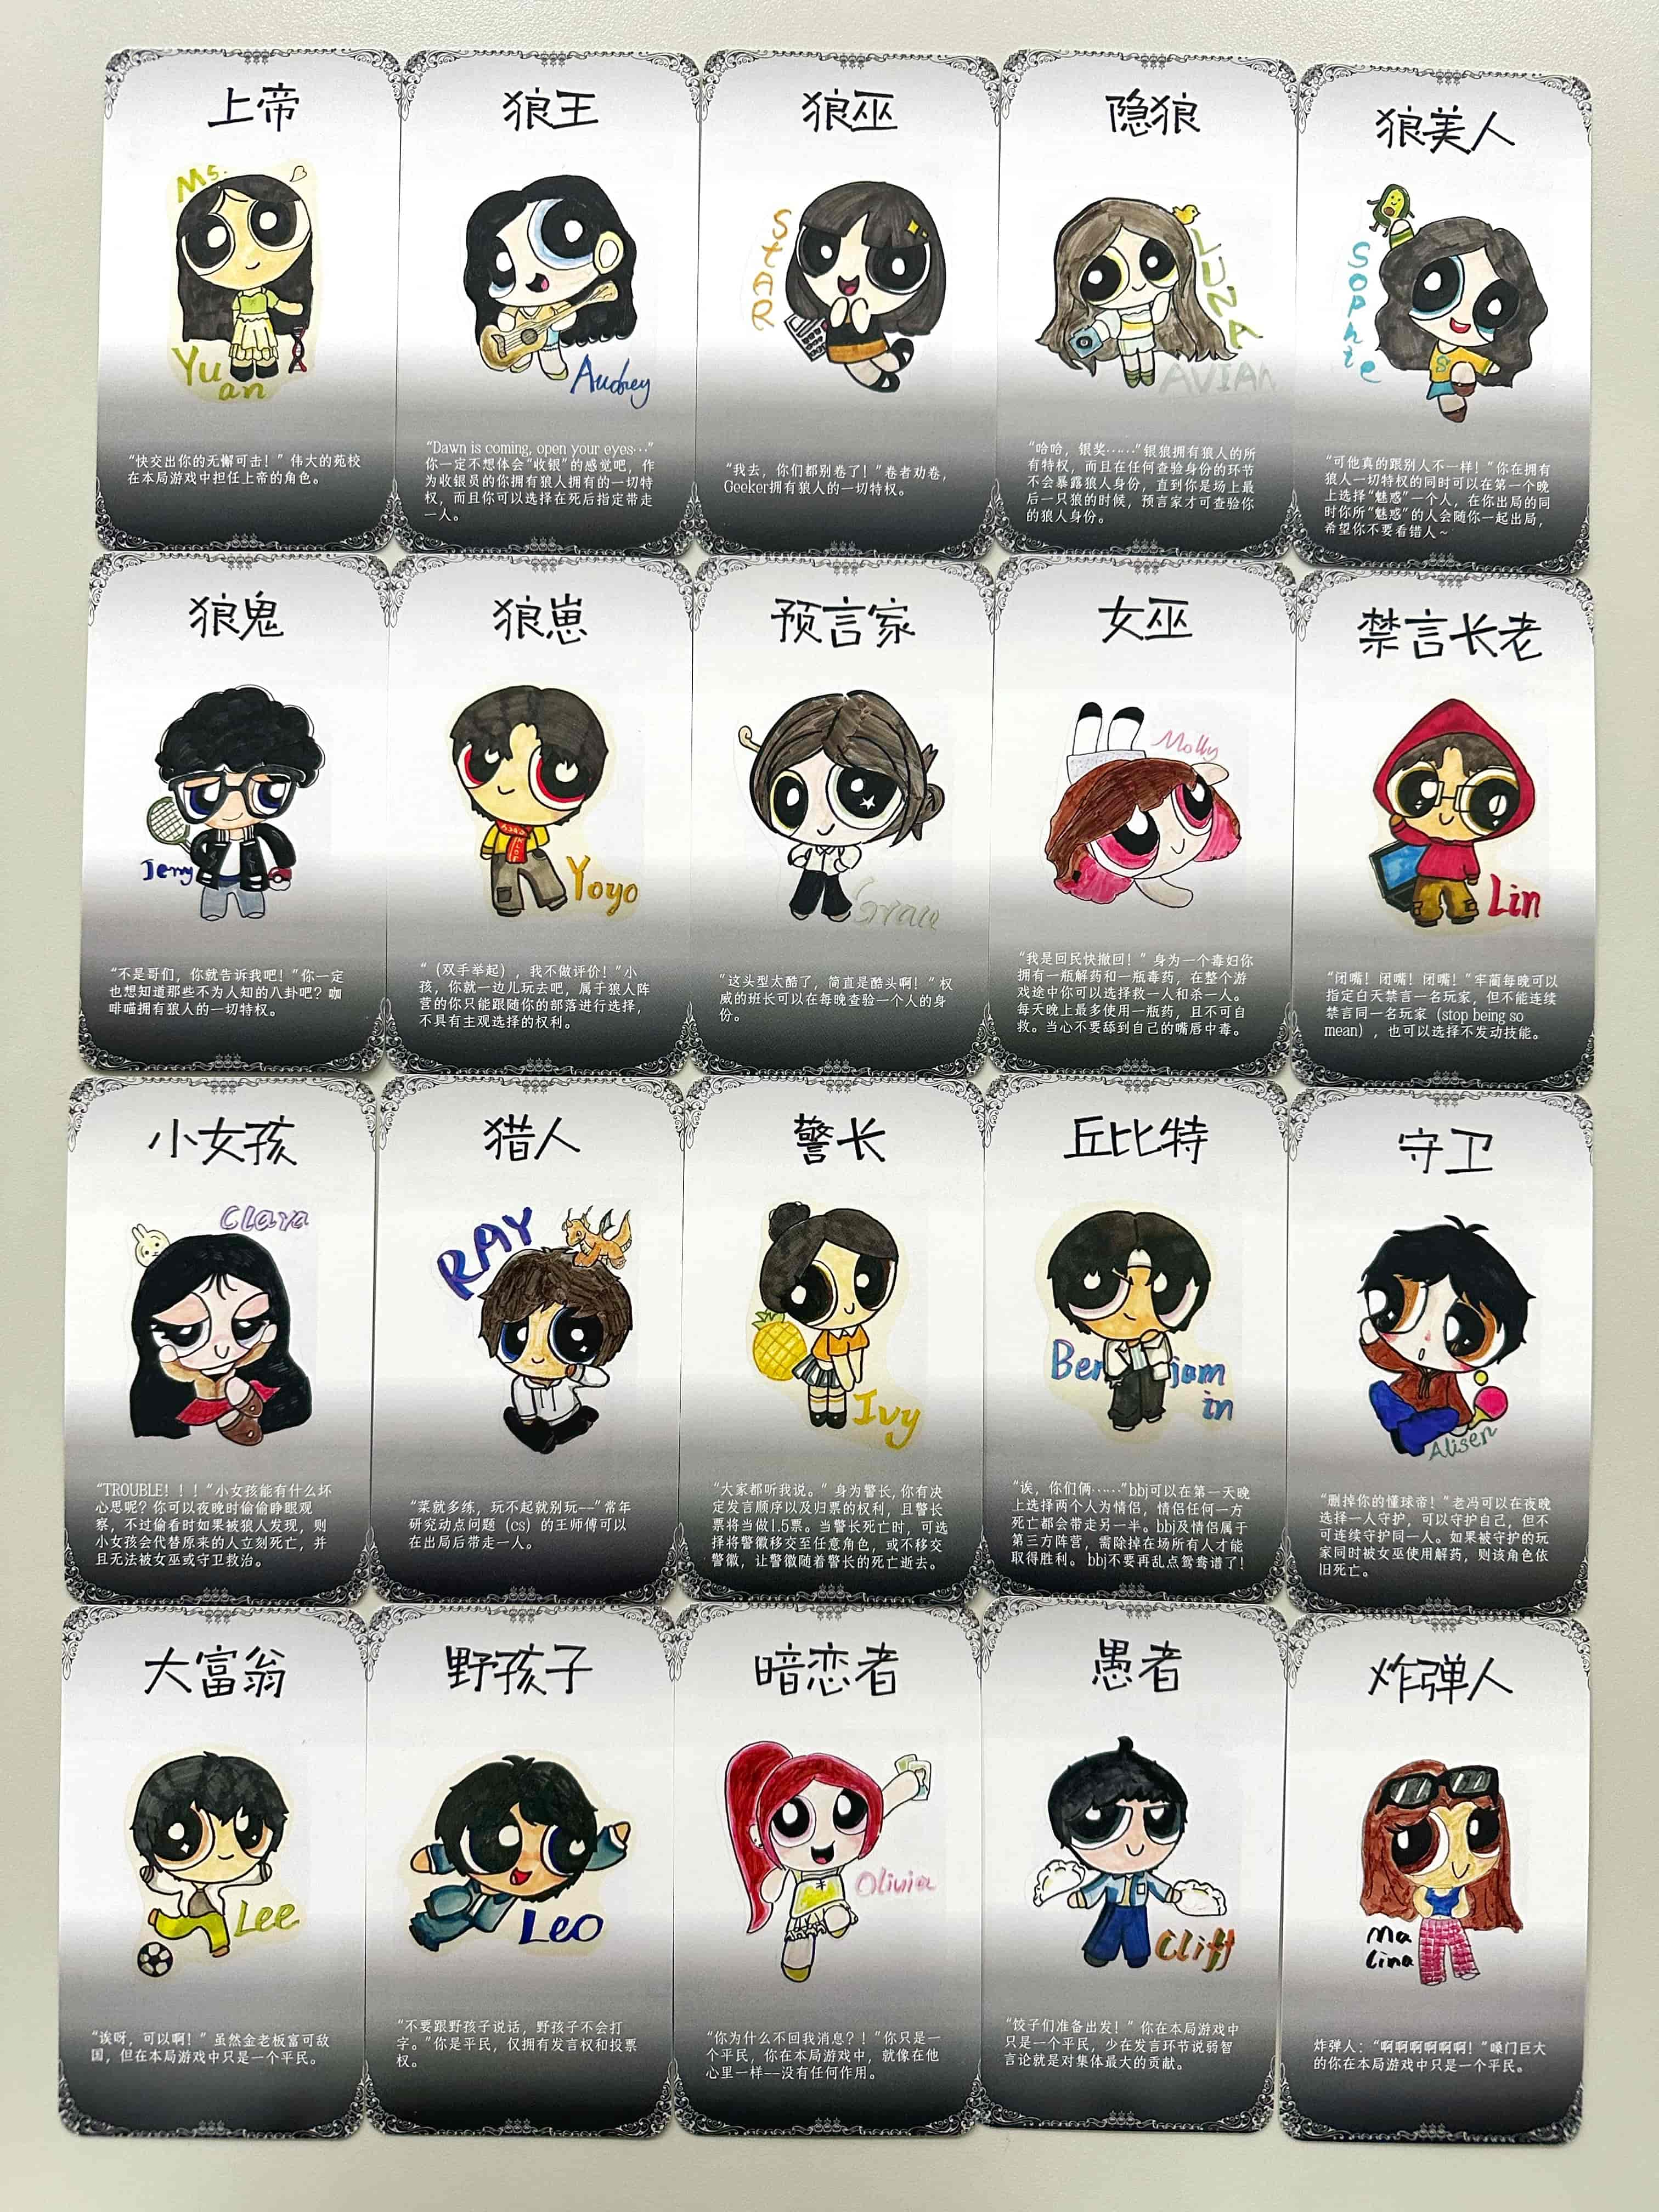 上帝
Ms.
Yu
an
“快交出你的无懈可击！”伟大的苑校
在本局游戏中担任上帝的角色。
狼王
Audrey
“Dawn is coming, open your eyes…”
你一定不想体会“收银”的感觉吧，作
为收银员的你拥有狼人拥有的一切特
权，而且你可以选择在死后指定带走
一人。
狼巫
StAR
“我去，你们都别卷了！”卷者劝卷，
Geeker拥有狼人的一切特权。
隐狼
LUNA
AVIAN
“哈哈，银奖……”银狼拥有狼人的所
有特权，而且在任何查验身份的环节
不会暴露狼人身份，直到你是场上最
后一只狼的时候，预言家才可查验你
的狼人身份。
狼美人
Sophie
“可他真的跟别人不一样！”你在拥有
狼人一切特权的同时可以在第一个晚
上选择“魅惑”一个人，在你出局的同
时你所“魅惑”的人会随你一起出局，
希望你不要看错人~
狼鬼
Jerry
“不是哥们，你就告诉我吧！”你一定
也想知道那些不为人知的八卦吧？咖
啡喵拥有狼人的一切特权。
狼崽
Yoyo
“（双手举起），我不做评价！”小
孩，你就一边儿玩去吧，属于狼人阵
营的你只能跟随你的部落进行选择，
不具有主观选择的权利。
预言家
“这头型太酷了，简直是酷头啊！”权
威的班长可以在每晚查验一个人的身
份。
女巫
Molly
“我是回民快撤回！”身为一个毒妇你
拥有一瓶解药和一瓶毒药，在整个游
戏途中你可以选择救一人和杀一人。
每天晚上最多使用一瓶药，且不可自
救。当心不要舔到自己的嘴唇中毒。
禁言长老
Lin
“闭嘴！闭嘴！闭嘴！”牢蔺每晚可以
指定白天禁言一名玩家，但不能连续
禁言同一名玩家（stop being so
mean），也可以选择不发动技能。
小女孩
Clara
“TROUBLE！！！”小女孩能有什么坏
心思呢？你可以夜晚时偷偷睁眼观
察，不过偷看时如果被狼人发现，则
小女孩会代替原来的人立刻死亡，并
且无法被女巫或守卫救治。
猎人
RAY
“菜就多练，玩不起就别玩——”常年
研究动点问题（cs）的王师傅可以
在出局后带走一人。
警长
Ivy
“大家都听我说。”身为警长，你有决
定发言顺序以及归票的权利，且警长
票将当做1.5票。当警长死亡时，可选
择将警徽移交至任意角色，或不移交
警徽，让警徽随着警长的死亡逝去。
丘比特
Ben jam
in
“诶，你们俩……”bbj可以在第一天晚
上选择两个人为情侣，情侣任何一方
死亡都会带走另一半。bbj及情侣属于
第三方阵营，需除掉在场所有人才能
取得胜利。bbj不要再乱点鸳鸯谱了！
守卫
Alisen
“删掉你的懂球帝！”老冯可以在夜晚
选择一人守护，可以守护自己，但不
可连续守护同一人。如果被守护的玩
家同时被女巫使用解药，则该角色依
旧死亡。
大富翁
Lee
“诶呀，可以啊！”虽然金老板富可敌
国，但在本局游戏中只是一个平民。
野孩子
Leo
“不要跟野孩子说话，野孩子不会打
字。”你是平民，仅拥有发言权和投票
权。
暗恋者
Olivia
“你为什么不回我消息？！”你只是一
个平民，你在本局游戏中，就像在他
心里一样——没有任何作用。
愚者
Cliff
“饺子们准备出发！”你在本局游戏中
只是一个平民，少在发言环节说弱智
言论就是对集体最大的贡献。
炸弹人
Ma
Lina
炸弹人：“啊啊啊啊啊啊！”嗓门巨大
的你在本局游戏中只是一个平民。